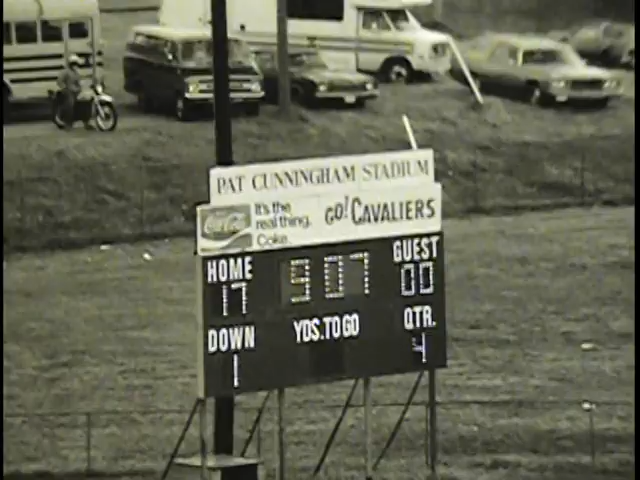 PAT CUNNINGHAM STADIUM
Coca-Cola
It's the
real thing.
Coke.
GO! CAVALIERS
HOME
GUEST
17
9 07
00
DOWN
YDS. TO GO
QTR.
1
4